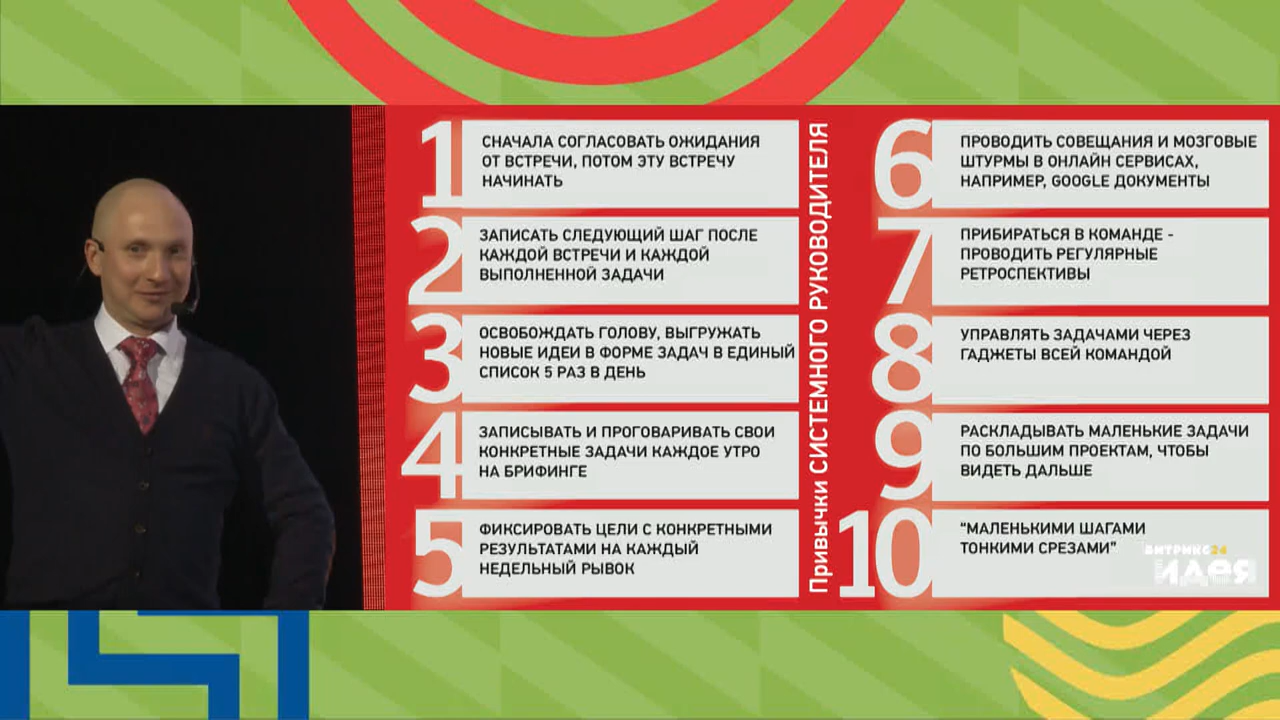 1
СНАЧАЛА СОГЛАСОВАТЬ ОЖИДАНИЯ
ОТ ВСТРЕЧИ, ПОТОМ ЭТУ ВСТРЕЧУ
НАЧИНАТЬ
2
ЗАПИСАТЬ СЛЕДУЮЩИЙ ШАГ ПОСЛЕ
КАЖДОЙ ВСТРЕЧИ И КАЖДОЙ
ВЫПОЛНЕННОЙ ЗАДАЧИ
3
ОСВОБОЖДАТЬ ГОЛОВУ, ВЫГРУЖАТЬ
НОВЫЕ ИДЕИ В ФОРМЕ ЗАДАЧ В ЕДИНЫЙ
СПИСОК 5 РАЗ В ДЕНЬ
4
ЗАПИСЫВАТЬ И ПРОГОВАРИВАТЬ СВОИ
КОНКРЕТНЫЕ ЗАДАЧИ КАЖДОЕ УТРО
НА БРИФИНГЕ
5
ФИКСИРОВАТЬ ЦЕЛИ С КОНКРЕТНЫМИ
РЕЗУЛЬТАТАМИ НА КАЖДЫЙ
НЕДЕЛЬНЫЙ РЫВОК
Привычки СИСТЕМНОГО РУКОВОДИТЕЛЯ
6
ПРОВОДИТЬ СОВЕЩАНИЯ И МОЗГОВЫЕ
ШТУРМЫ В ОНЛАЙН СЕРВИСАХ,
НАПРИМЕР, GOOGLE ДОКУМЕНТЫ
7
ПРИБИРАТЬСЯ В КОМАНДЕ -
ПРОВОДИТЬ РЕГУЛЯРНЫЕ
РЕТРОСПЕКТИВЫ
8
УПРАВЛЯТЬ ЗАДАЧАМИ ЧЕРЕЗ
ГАДЖЕТЫ ВСЕЙ КОМАНДОЙ
9
РАСКЛАДЫВАТЬ МАЛЕНЬКИЕ ЗАДАЧИ
ПО БОЛЬШИМ ПРОЕКТАМ, ЧТОБЫ
ВИДЕТЬ ДАЛЬШЕ
10
“МАЛЕНЬКИМИ ШАГАМИ
ТОНКИМИ СРЕЗАМИ”
БИТРИКС24
ИДЕЯ